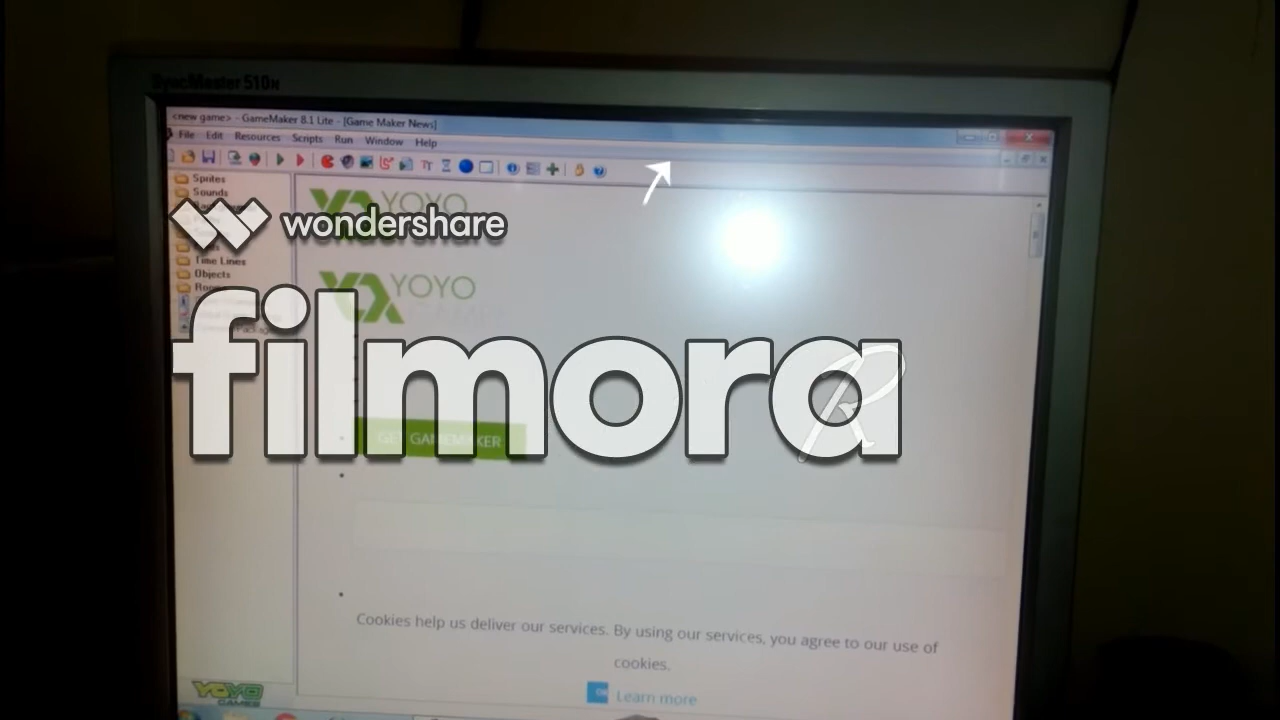 SyncMaster 510N
<new game> - GameMaker 8.1 Lite - [Game Maker News]
File Edit Resources Scripts Run Window Help
Sprites
Sounds
YOYO
wondershare
Time Lines
Objects
YOYO
filmora
R
GET GAMEMAKER
Cookies help us deliver our services. By using our services, you agree to our use of
cookies.
Learn more
YOYO
GAMES